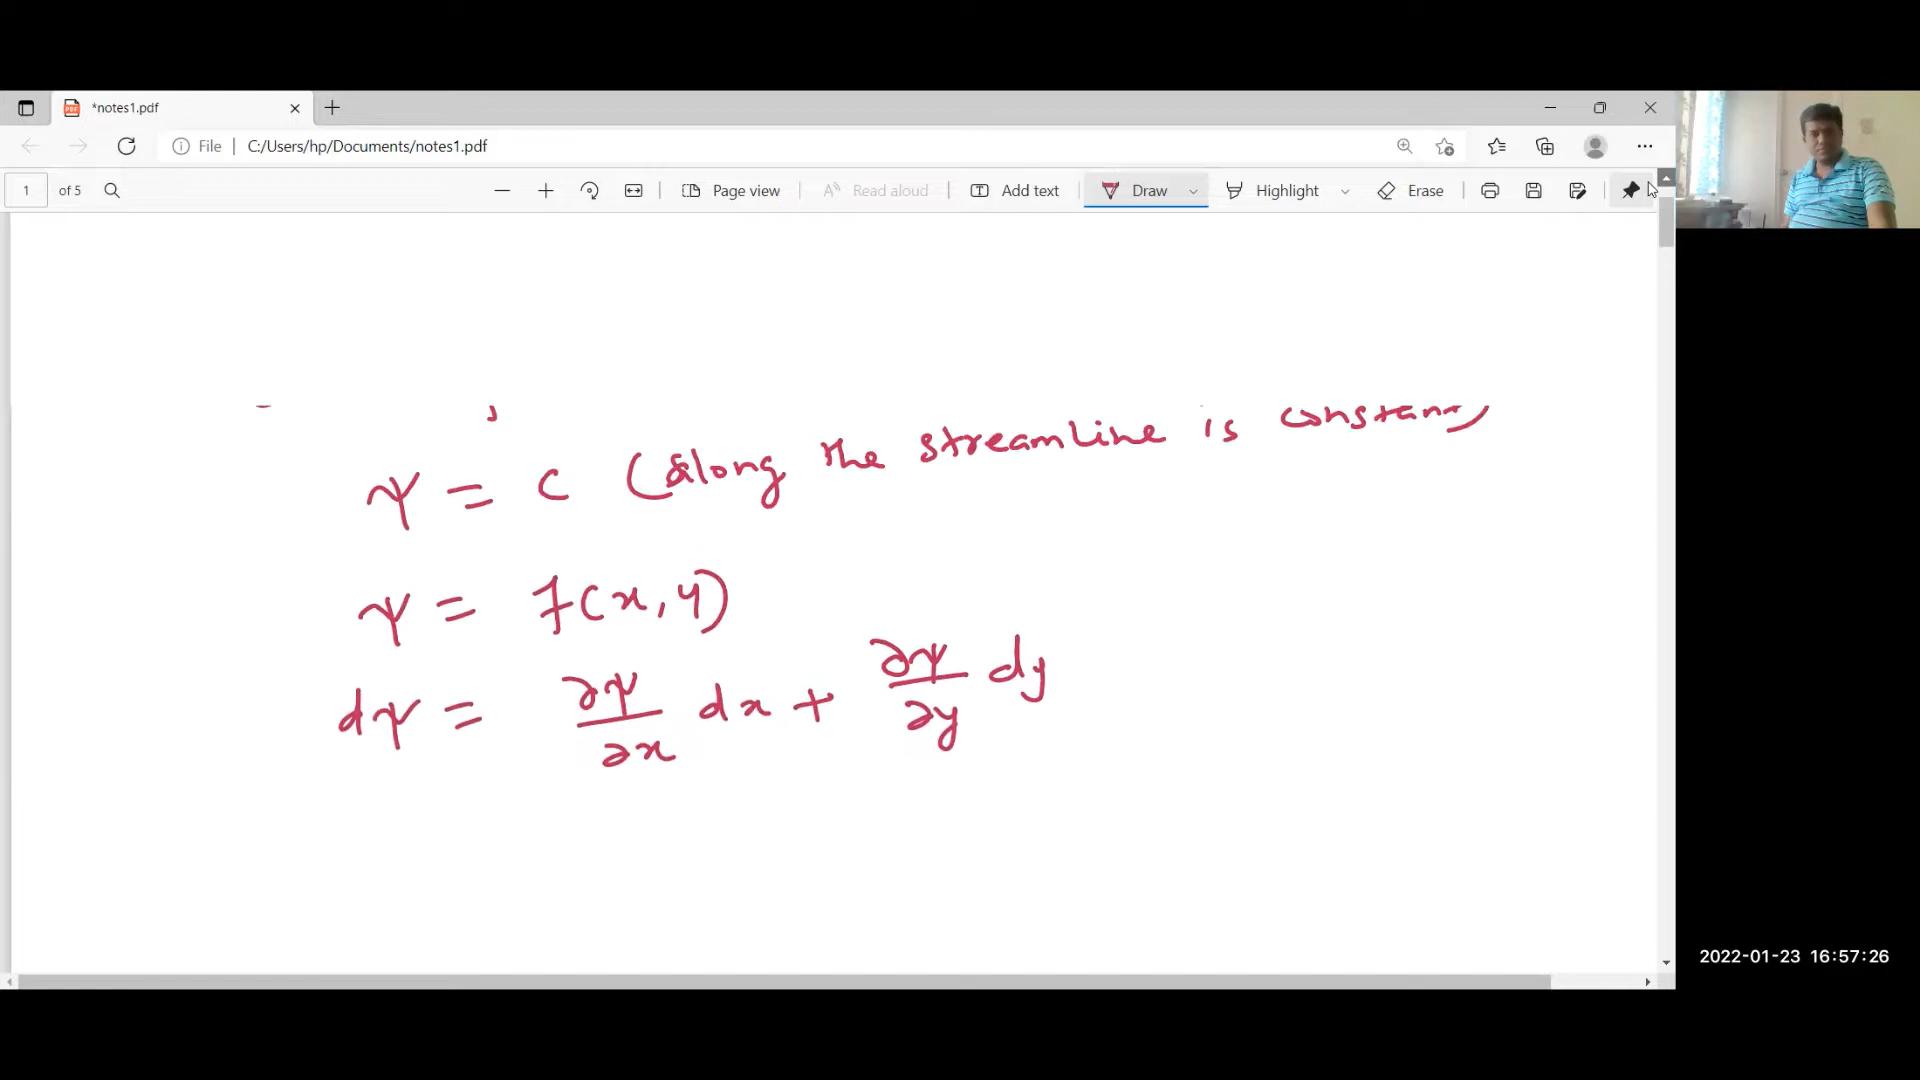 *notes1.pdf
File C:/Users/hp/Documents/notes1.pdf
1 of 5 Page view Read aloud Add text Draw Highlight Erase
ψ = C (along the streamline is constant)
ψ = f(x,y)
dψ = ∂ψ/∂x dx + ∂ψ/∂y dy
2022-01-23 16:57:26